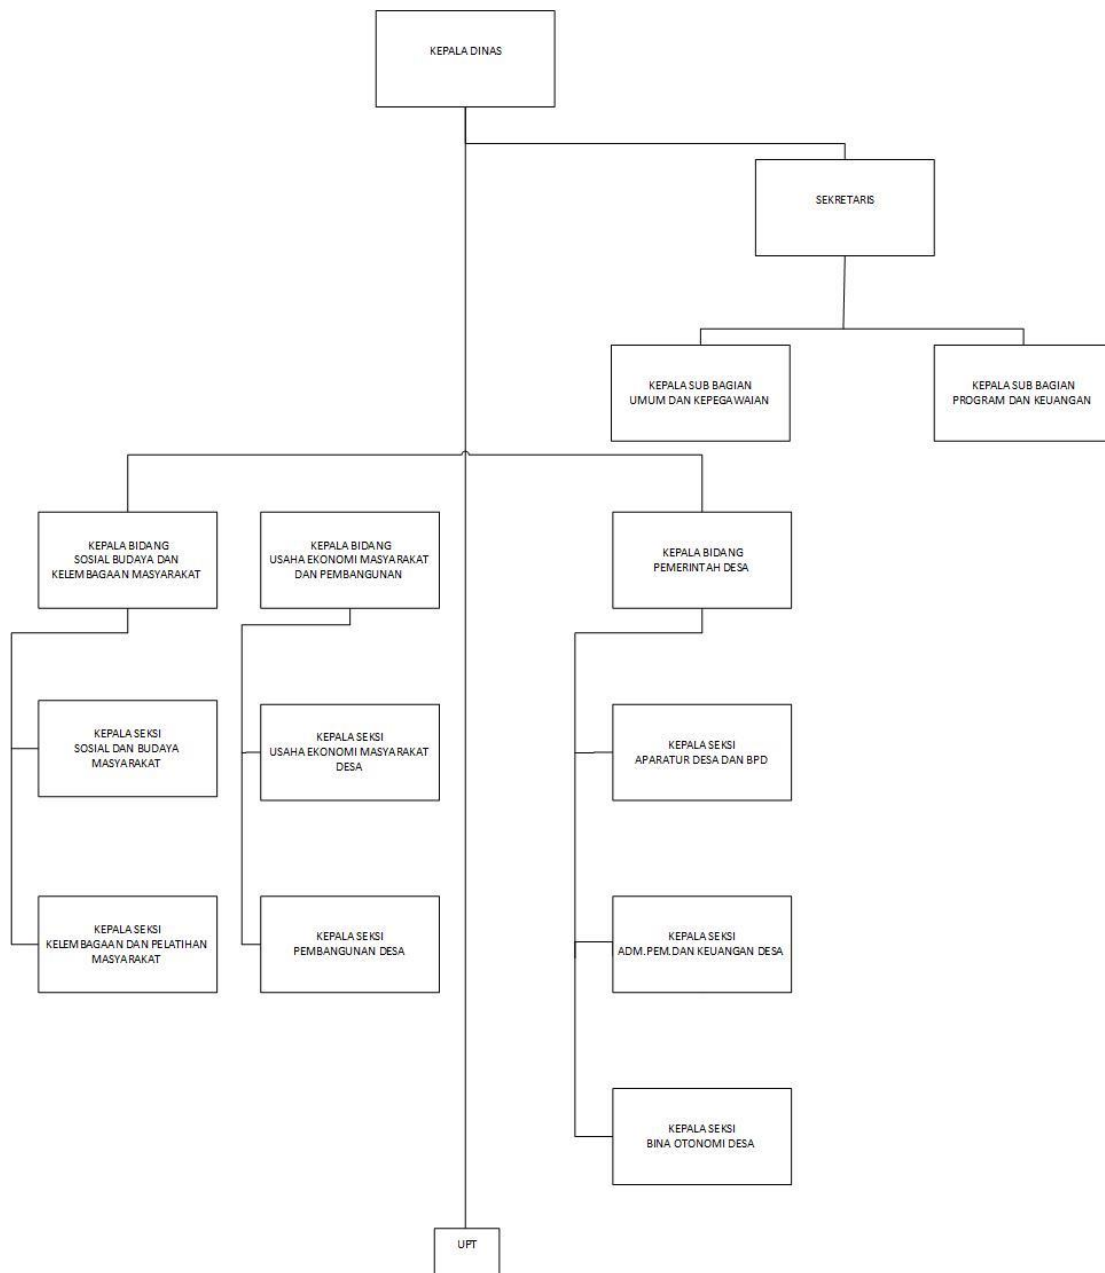 KEPALA DINAS
SEKRETARIS
KEPALA SUB BAGIAN
UMUM DAN KEPEGAWAIAN
KEPALA SUB BAGIAN
PROGRAM DAN KEUANGAN
KEPALA BIDANG
SOSIAL BUDAYA DAN
KELEMBAGAAN MASYARAKAT
KEPALA BIDANG
USAHA EKONOMI MASYARAKAT
DAN PEMBANGUNAN
KEPALA BIDANG
PEMERINTAH DESA
KEPALA SEKSI
SOSIAL DAN BUDAYA
MASYARAKAT
KEPALA SEKSI
USAHA EKONOMI MASYARAKAT
DESA
KEPALA SEKSI
APARATUR DESA DAN BPD
KEPALA SEKSI
KELEMBAGAAN DAN PELATIHAN
MASYARAKAT
KEPALA SEKSI
PEMBANGUNAN DESA
KEPALA SEKSI
ADM.PEM.DAN KEUANGAN DESA
KEPALA SEKSI
BINA OTONOMI DESA
UPT